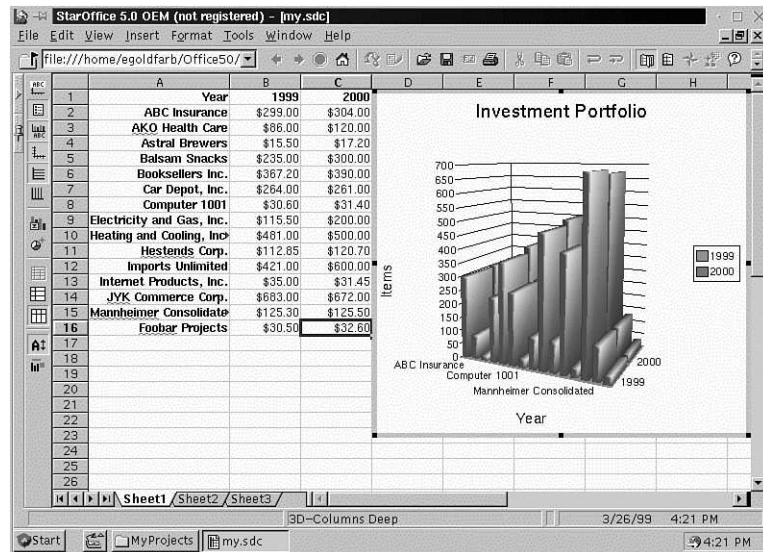 StarOffice 5.0 OEM (not registered) - [my.sdc]
File Edit View Insert Format Tools Window Help
file:///home/egoldfarb/Office50/
A B C D E F G H
1 Year 1999 2000
2 ABC Insurance $299.00 $304.00
3 AKO Health Care $86.00 $120.00
4 Astral Brewers $15.50 $17.20
5 Balsam Snacks $235.00 $300.00
6 Booksellers Inc. $367.20 $390.00
7 Car Depot, Inc. $264.00 $261.00
8 Computer 1001 $30.60 $31.40
9 Electricity and Gas, Inc. $115.50 $200.00
10 Heating and Cooling, Inc $481.00 $500.00
11 Hestends Corp. $112.85 $120.70
12 Imports Unlimited $421.00 $600.00
13 Internet Products, Inc. $35.00 $31.45
14 JYK Commerce Corp. $683.00 $672.00
15 Mannheimer Consolidate $125.30 $125.50
16 Foobar Projects $30.50 $32.60
17
18
19
20
21
22
23
24
25
26
Investment Portfolio
700
650
600
550
500
450
400
350
300
250
200
150
100
50
0
Items
ABC Insurance
Computer 1001
Mannheimer Consolidated
1999
2000
Year
1999
2000
Sheet1 Sheet2 Sheet3
3D-Columns Deep 3/26/99 4:21 PM
Start MyProjects my.sdc 4:21 PM